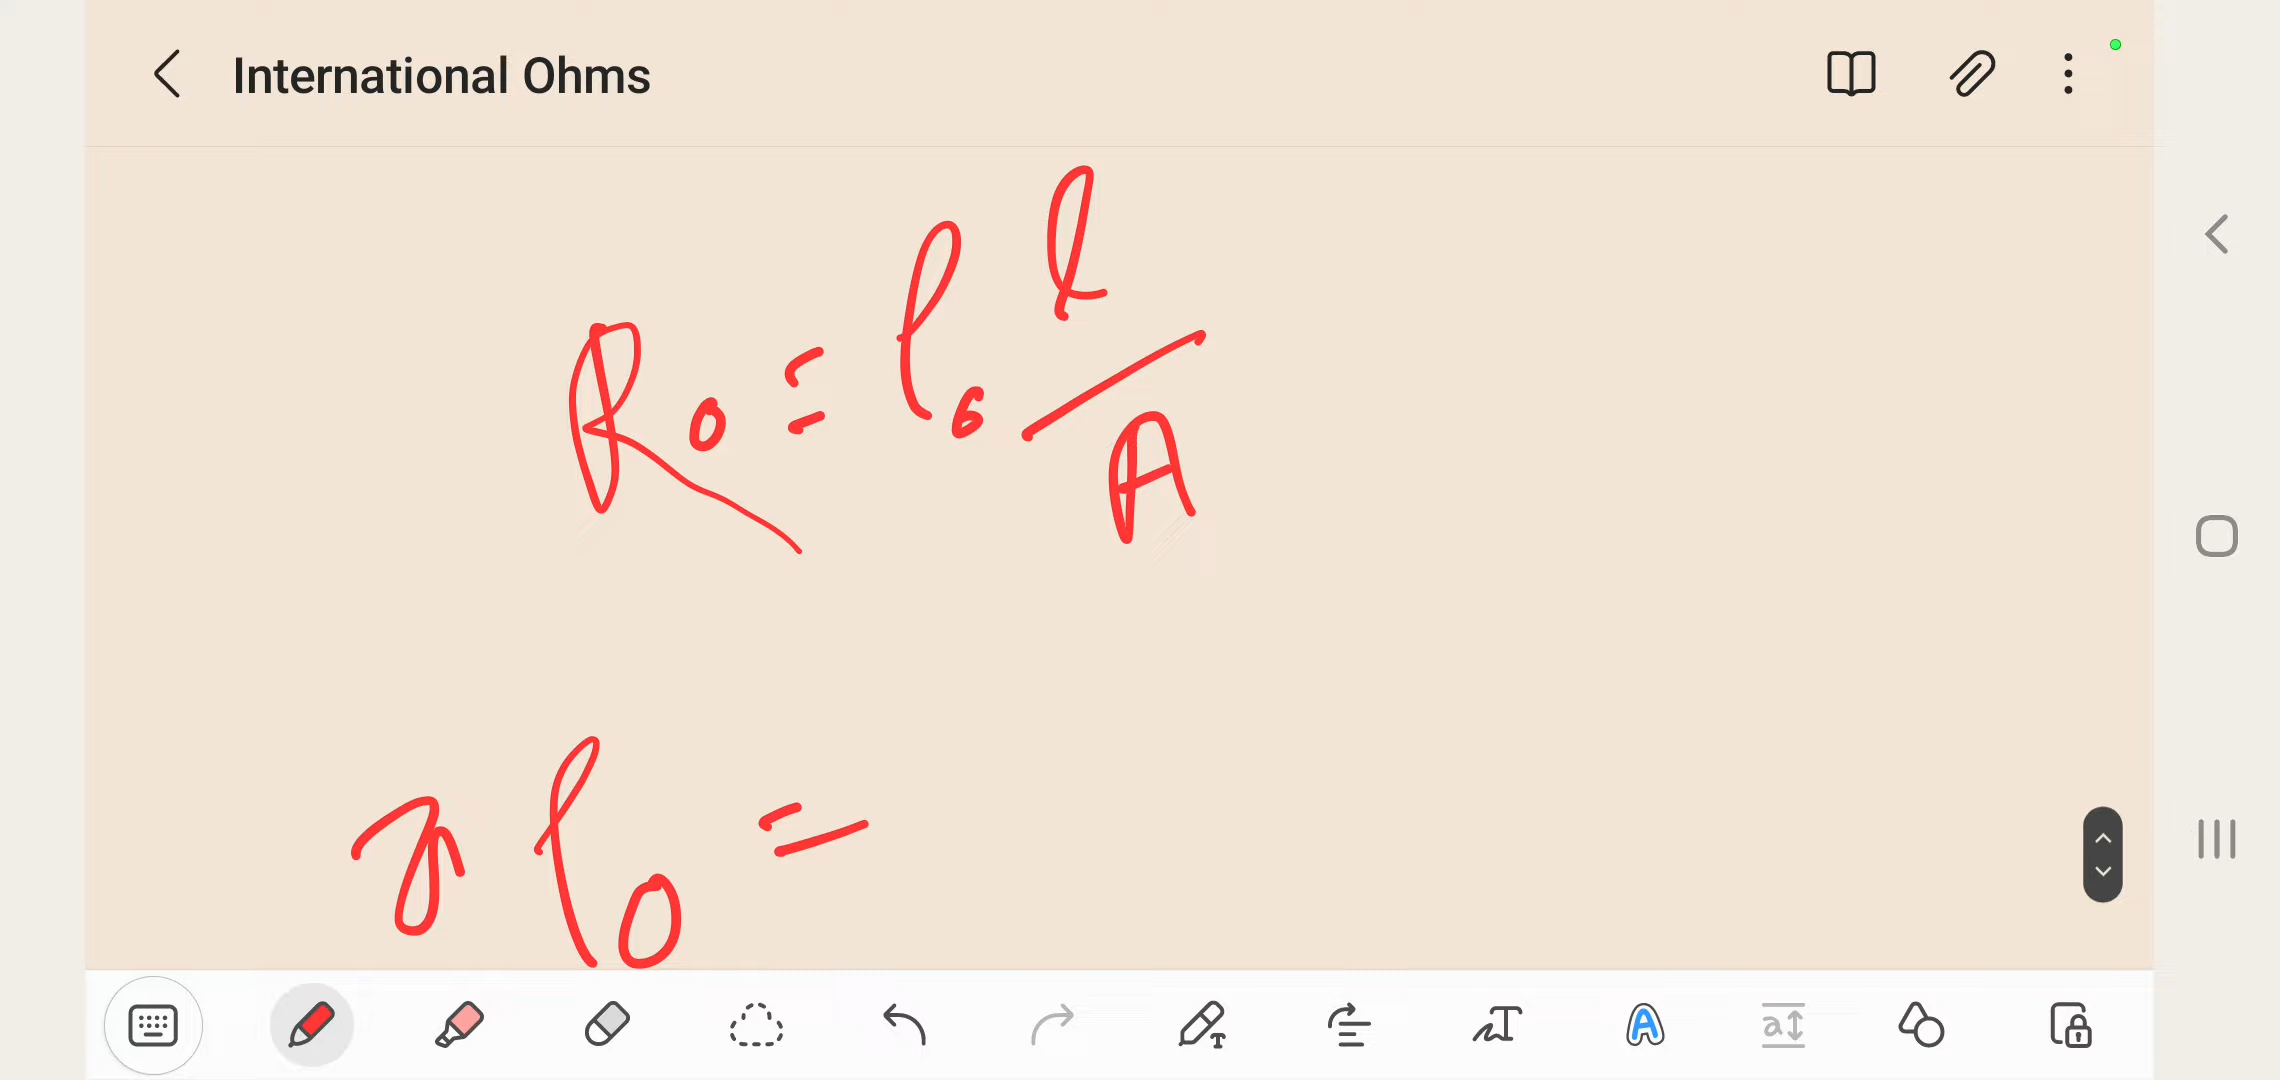 International Ohms
R₀ = ρ₀ l/A
ρ₀ =